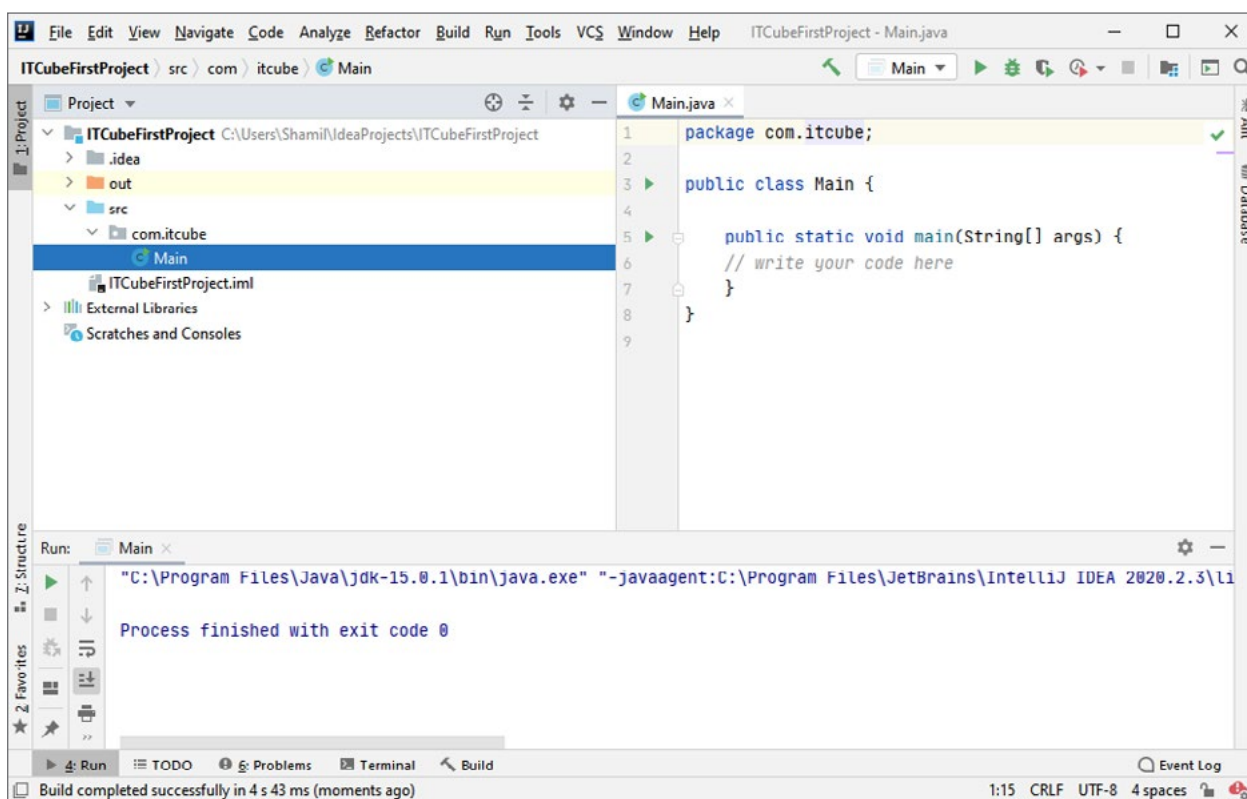 File Edit View Navigate Code Analyze Refactor Build Run Tools VCS Window Help ITCubeFirstProject - Main.java
ITCubeFirstProject src com itcube Main
Main
1: Project
Project
ITCubeFirstProject C:\Users\Shamil\IdeaProjects\ITCubeFirstProject
.idea
out
src
com.itcube
Main
ITCubeFirstProject.iml
External Libraries
Scratches and Consoles
Main.java
1 package com.itcube;
2
3 public class Main {
4
5 public static void main(String[] args) {
6 // write your code here
7 }
8 }
9
Database
Z: Structure
2: Favorites
Run: Main
"C:\Program Files\Java\jdk-15.0.1\bin\java.exe" "-javaagent:C:\Program Files\JetBrains\IntelliJ IDEA 2020.2.3\li
Process finished with exit code 0
4: Run TODO 6: Problems Terminal Build Event Log
Build completed successfully in 4 s 43 ms (moments ago) 1:15 CRLF UTF-8 4 spaces